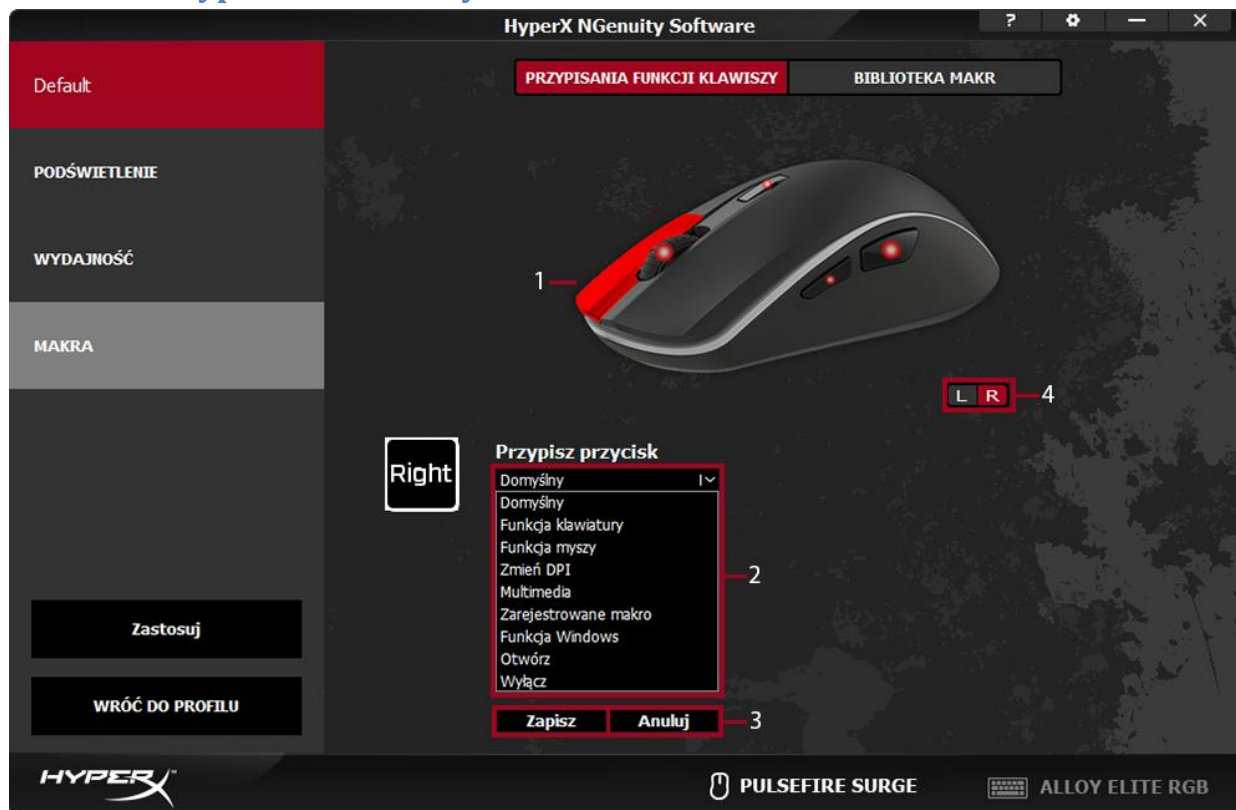 HyperX NGenuity Software
?
Default
PRZYPISANIA FUNKCJI KLAWISZY
BIBLIOTEKA MAKR
PODŚWIETLENIE
WYDAJNOŚĆ
MAKRA
1
L R 4
Right
Przypisz przycisk
Domyślny
Domyślny
Funkcja klawiatury
Funkcja myszy
Zmień DPI
Multimedia
Zarejestrowane makro
Funkcja Windows
Otwórz
Wyłącz
2
Zapisz Anuluj 3
Zastosuj
WRÓĆ DO PROFILU
HYPERX
PULSEFIRE SURGE
ALLOY ELITE RGB